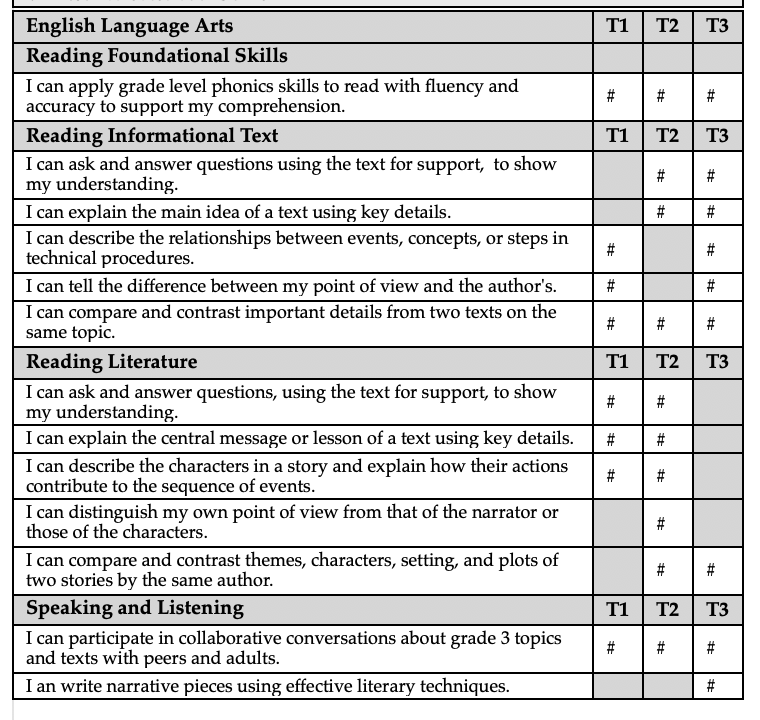 English Language Arts T1 T2 T3
Reading Foundational Skills
I can apply grade level phonics skills to read with fluency and
accuracy to support my comprehension. # # #
Reading Informational Text T1 T2 T3
I can ask and answer questions using the text for support, to show
my understanding. # #
I can explain the main idea of a text using key details. # #
I can describe the relationships between events, concepts, or steps in
technical procedures. # #
I can tell the difference between my point of view and the author's. # #
I can compare and contrast important details from two texts on the
same topic. # # #
Reading Literature T1 T2 T3
I can ask and answer questions, using the text for support, to show
my understanding. # #
I can explain the central message or lesson of a text using key details. # #
I can describe the characters in a story and explain how their actions
contribute to the sequence of events. # #
I can distinguish my own point of view from that of the narrator or
those of the characters. #
I can compare and contrast themes, characters, setting, and plots of
two stories by the same author. # #
Speaking and Listening T1 T2 T3
I can participate in collaborative conversations about grade 3 topics
and texts with peers and adults. # # #
I an write narrative pieces using effective literary techniques. #